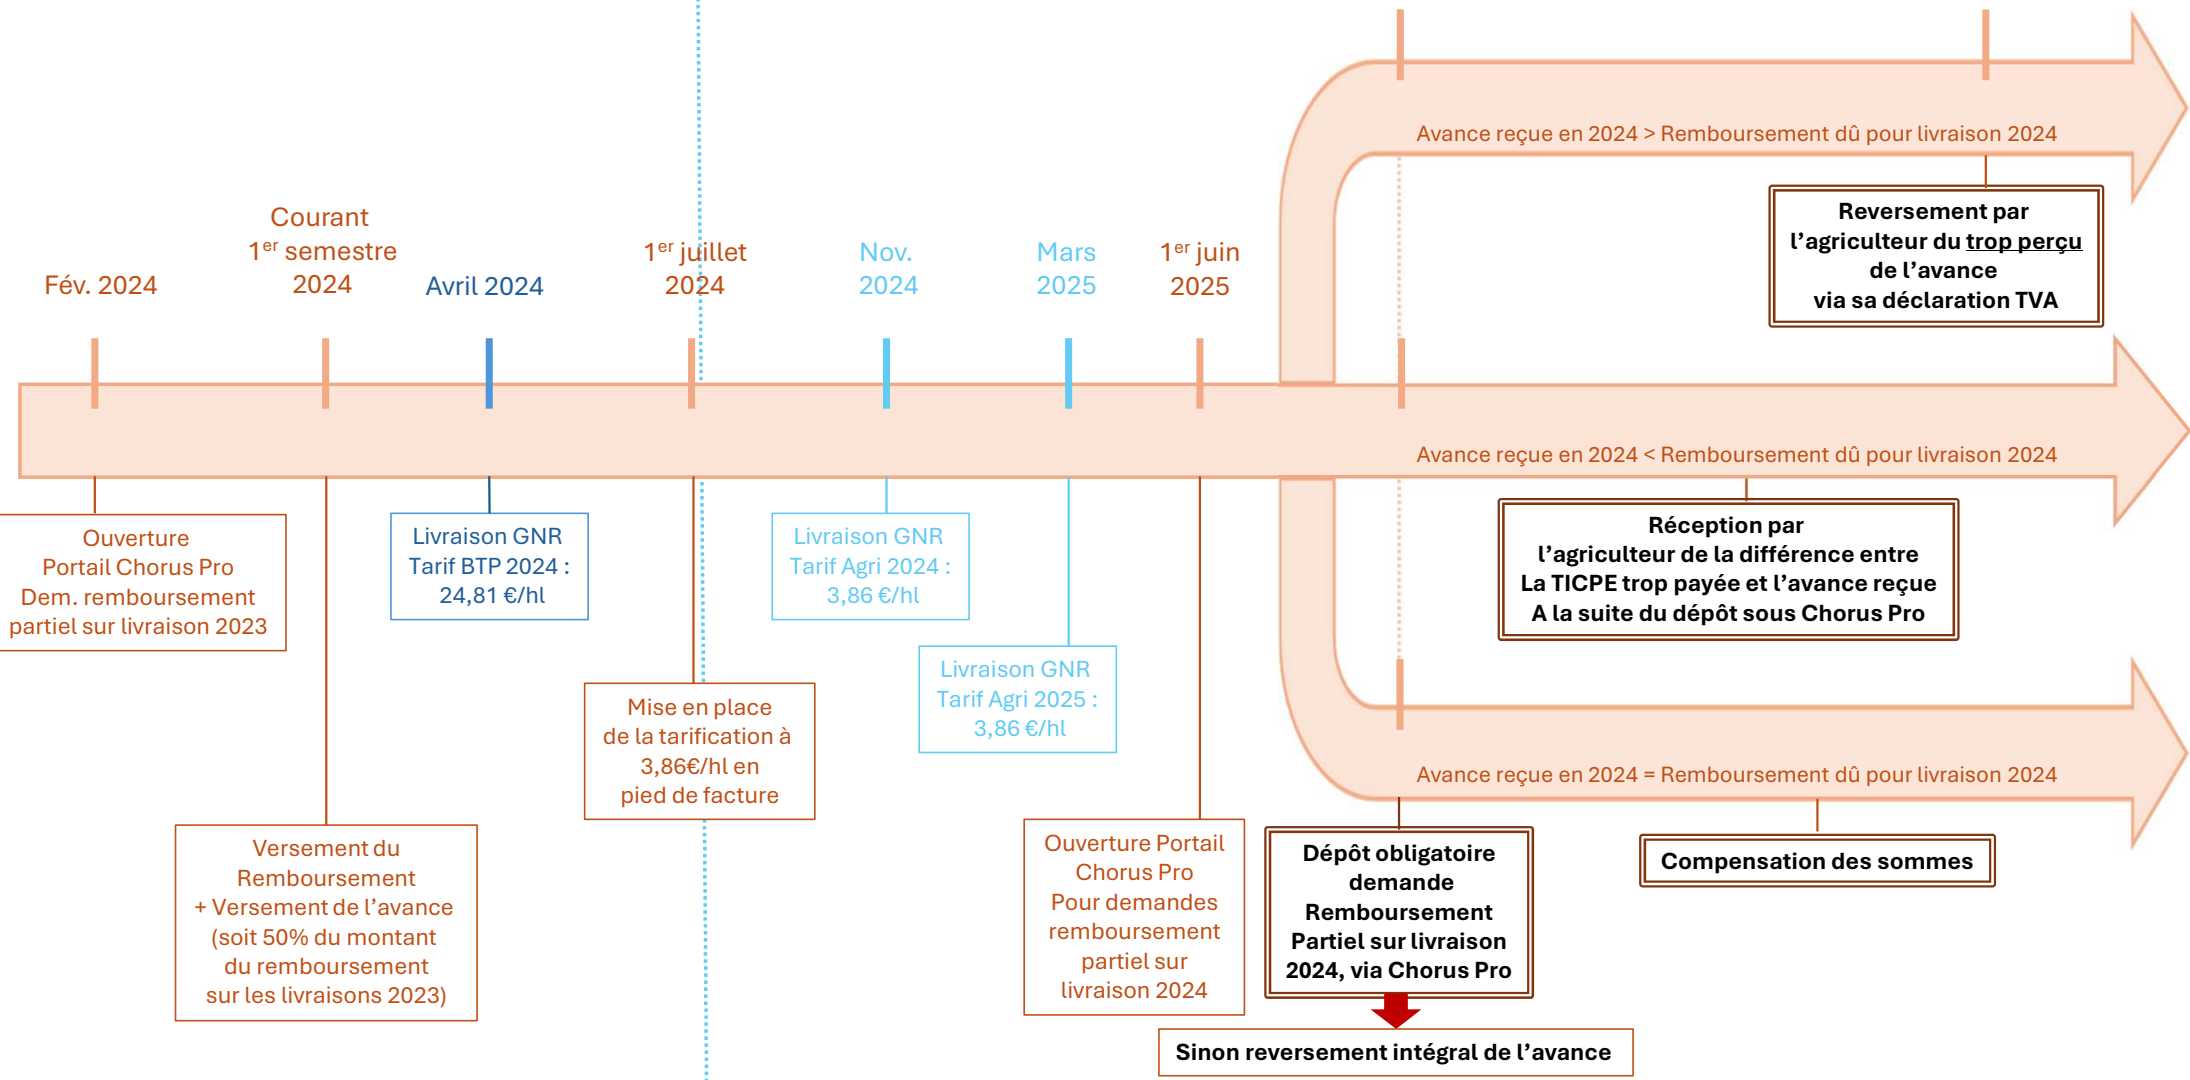 Avance reçue en 2024 > Remboursement dû pour livraison 2024
Reversement par
l’agriculteur du trop perçu
de l’avance
via sa déclaration TVA
Fév. 2024
Courant
1er semestre
2024
Avril 2024
1er juillet
2024
Nov.
2024
Mars
2025
1er juin
2025
Avance reçue en 2024 < Remboursement dû pour livraison 2024
Ouverture
Portail Chorus Pro
Dem. remboursement
partiel sur livraison 2023
Versement du
Remboursement
+ Versement de l’avance
(soit 50% du montant
du remboursement
sur les livraisons 2023)
Livraison GNR
Tarif BTP 2024 :
24,81 €/hl
Mise en place
de la tarification à
3,86€/hl en
pied de facture
Livraison GNR
Tarif Agri 2024 :
3,86 €/hl
Livraison GNR
Tarif Agri 2025 :
3,86 €/hl
Ouverture Portail
Chorus Pro
Pour demandes
remboursement
partiel sur
livraison 2024
Réception par
l’agriculteur de la différence entre
La TICPE trop payée et l’avance reçue
A la suite du dépôt sous Chorus Pro
Avance reçue en 2024 = Remboursement dû pour livraison 2024
Dépôt obligatoire
demande
Remboursement
Partiel sur livraison
2024, via Chorus Pro
Compensation des sommes
Sinon reversement intégral de l’avance